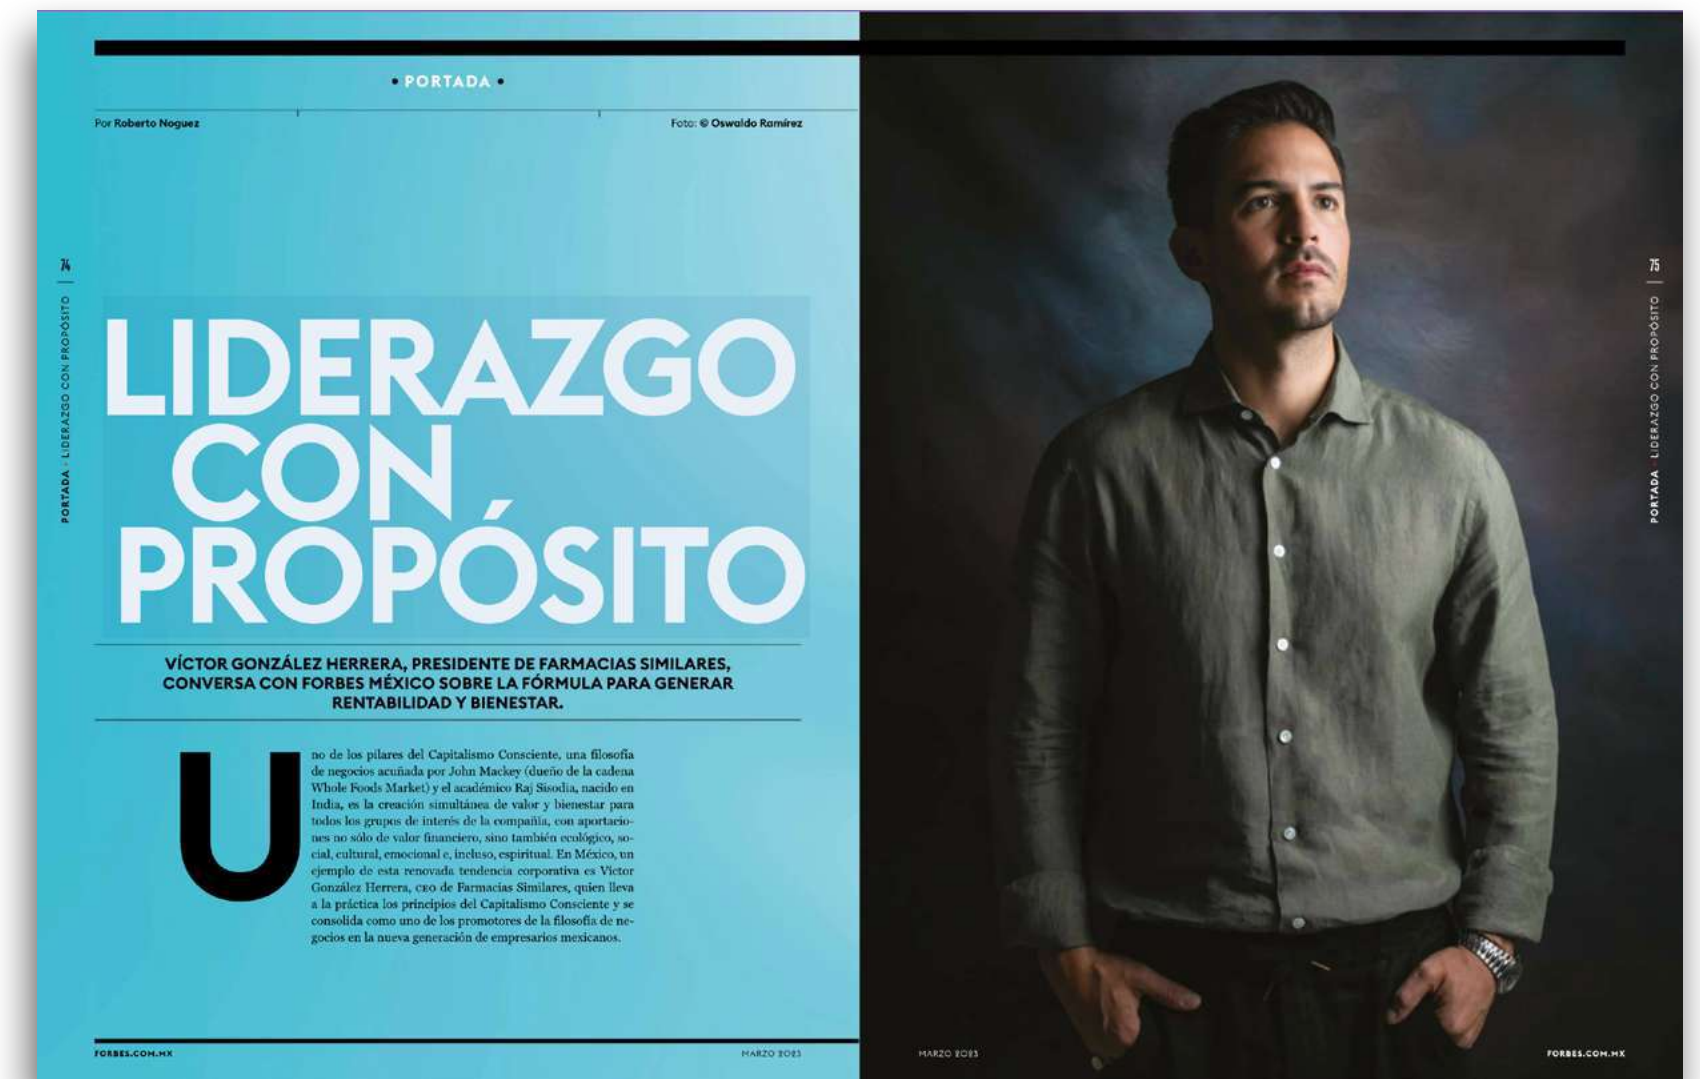 • PORTADA •
Por Roberto Noguez
Foto: © Oswaldo Ramírez
74 | PORTADA • LIDERAZGO CON PROPÓSITO
LIDERAZGO
CON
PROPÓSITO
VÍCTOR GONZÁLEZ HERRERA, PRESIDENTE DE FARMACIAS SIMILARES,
CONVERSA CON FORBES MÉXICO SOBRE LA FÓRMULA PARA GENERAR
RENTABILIDAD Y BIENESTAR.
Uno de los pilares del Capitalismo Consciente, una filosofía
de negocios acuñada por John Mackey (dueño de la cadena
Whole Foods Market) y el académico Raj Sisodia, nacido en
India, es la creación simultánea de valor y bienestar para
todos los grupos de interés de la compañía, con aportacio-
nes no sólo de valor financiero, sino también ecológico, so-
cial, cultural, emocional e, incluso, espiritual. En México, un
ejemplo de esta renovada tendencia corporativa es Víctor
González Herrera, CEO de Farmacias Similares, quien lleva
a la práctica los principios del Capitalismo Consciente y se
consolida como uno de los promotores de la filosofía de ne-
gocios en la nueva generación de empresarios mexicanos.
FORBES.COM.MX
MARZO 2023
75 | PORTADA • LIDERAZGO CON PROPÓSITO
MARZO 2023
FORBES.COM.MX